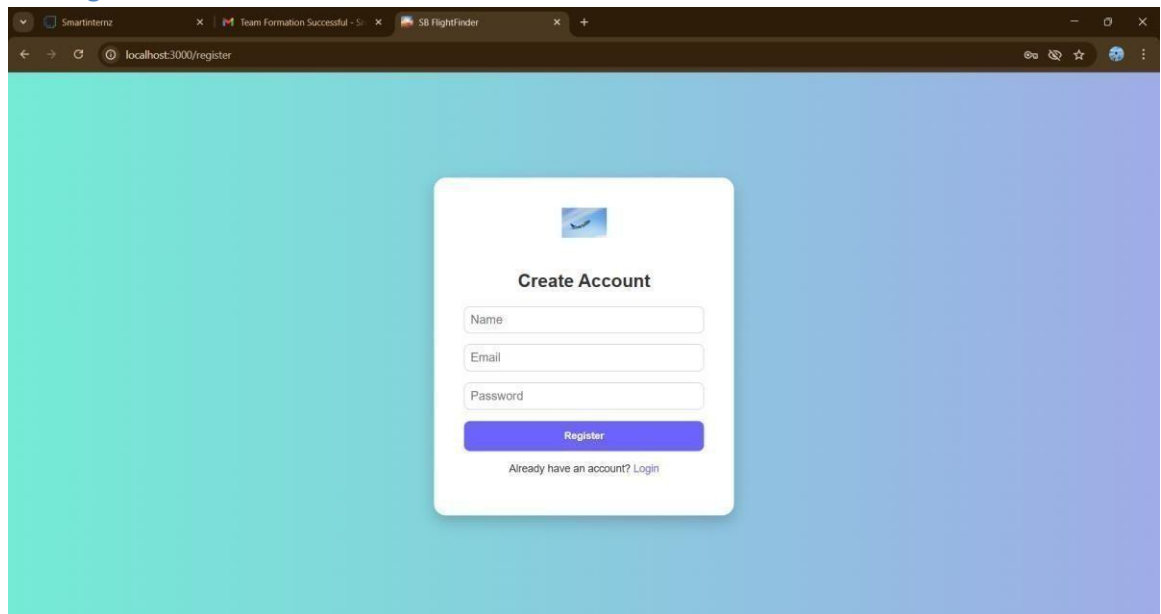 Smartinternz
Team Formation Successful - S
SB FlightFinder
localhost:3000/register
Create Account
Name
Email
Password
Register
Already have an account? Login